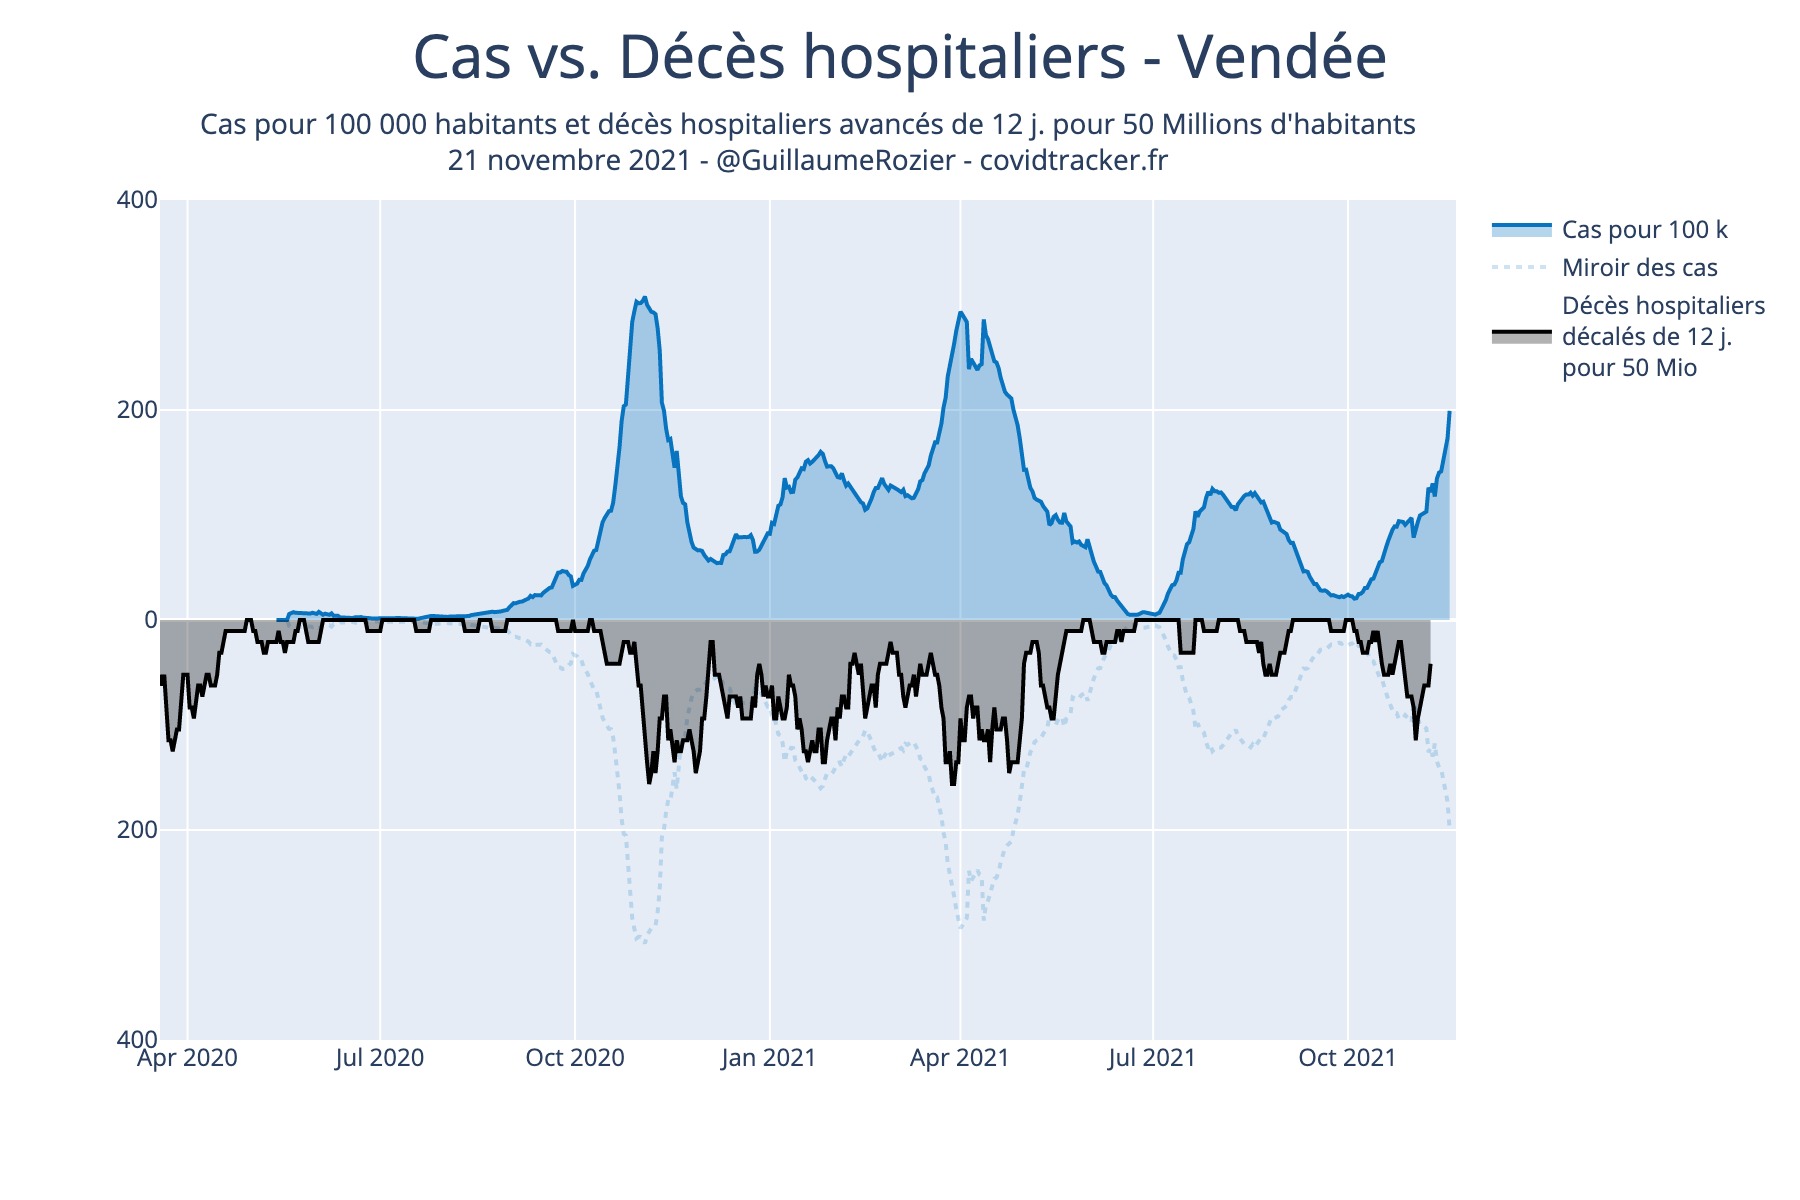 Cas vs. Décès hospitaliers - Vendée
Cas pour 100 000 habitants et décès hospitaliers avancés de 12 j. pour 50 Millions d'habitants
21 novembre 2021 - @GuillaumeRozier - covidtracker.fr
400
200
0
200
400
Apr 2020
Jul 2020
Oct 2020
Jan 2021
Apr 2021
Jul 2021
Oct 2021
Cas pour 100 k
Miroir des cas
Décès hospitaliers
décalés de 12 j.
pour 50 Mio